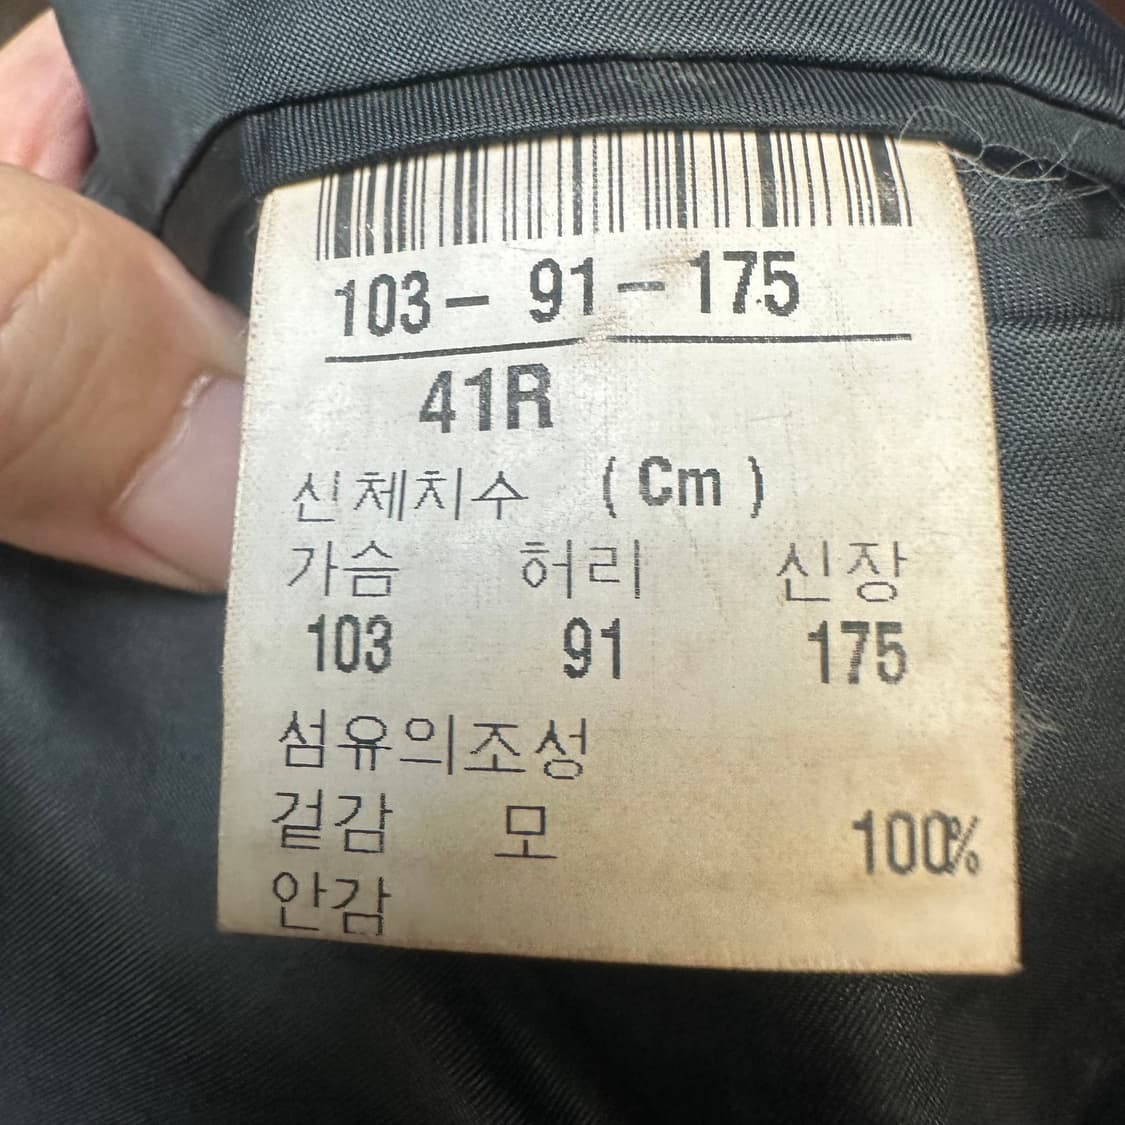 103 - 91 - 175
41R
신체치수 ( Cm )
가슴 허리 신장
103 91 175
섬유의조성
겉감 모 100%
안감